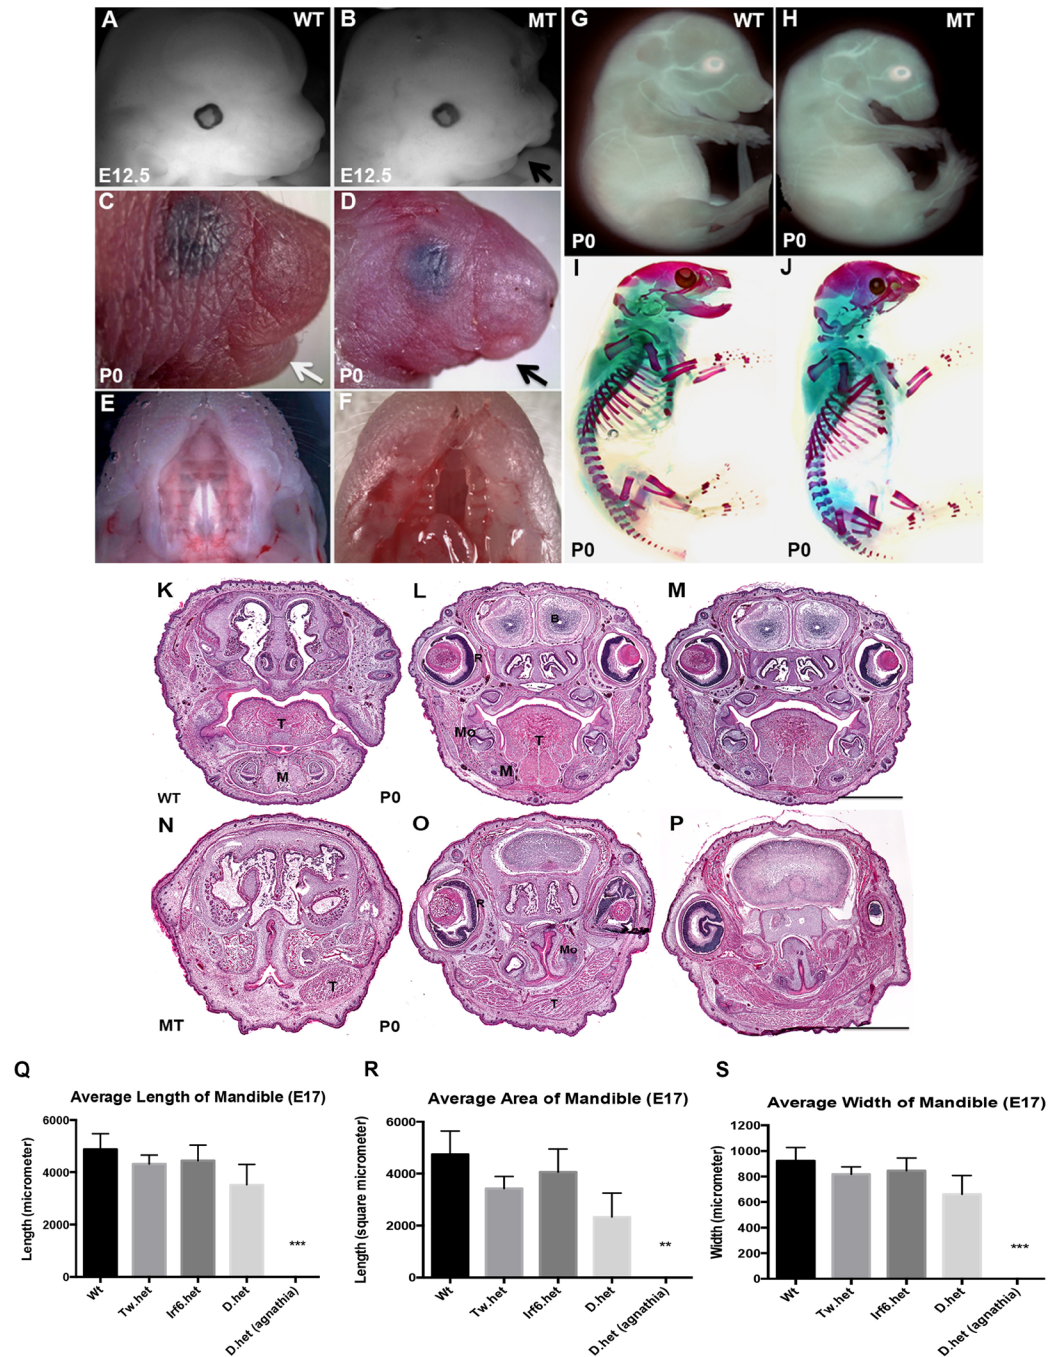 A WT
B MT
G WT
H MT
E12.5
E12.5
C
D
P0
P0
P0
P0
I
J
E
F
P0
P0
K
L
M
B
R
T
Mo
T
M
M
WT
P0
N
O
P
R
Mo
T
T
MT
P0
Q
Average Length of Mandible (E17)
Length (micrometer)
6000
4000
2000
0
***
Wt
Tw.het
Irf6.het
D.het
D.het (agnathia)
R
Average Area of Mandible (E17)
Length (square micrometer)
6000
4000
2000
0
**
Wt
Tw.het
Irf6.het
D.het
D.het (agnathia)
S
Average Width of Mandible (E17)
Width (micrometer)
1200
1000
800
600
400
200
0
***
Wt
Tw.het
Irf6.het
D.het
D.het (agnathia)